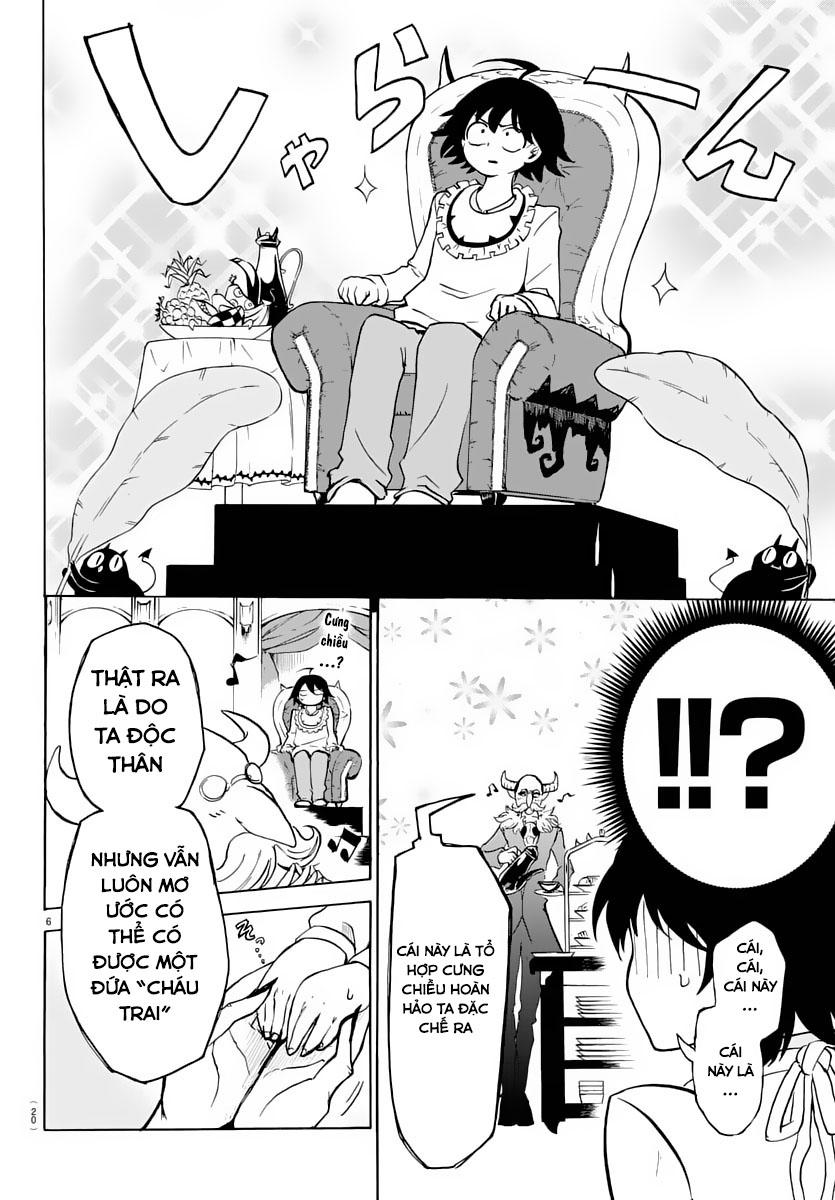 しゃらーん
!!?
CÁI,
CÁI,
CÁI NÀY
...
CÁI
NÀY LÀ
...
CÁI NÀY LÀ TỔ
HỢP CƯNG
CHIỀU HOÀN
HẢO TA ĐẶC
CHẾ RA
Cưng
chiều
...?
THẬT RA
LÀ DO
TA ĐỘC
THÂN
NHƯNG VẪN
LUÔN MƠ
ƯỚC CÓ
THỂ CÓ
ĐƯỢC MỘT
ĐỨA “CHÁU
TRAI”
6
(20)